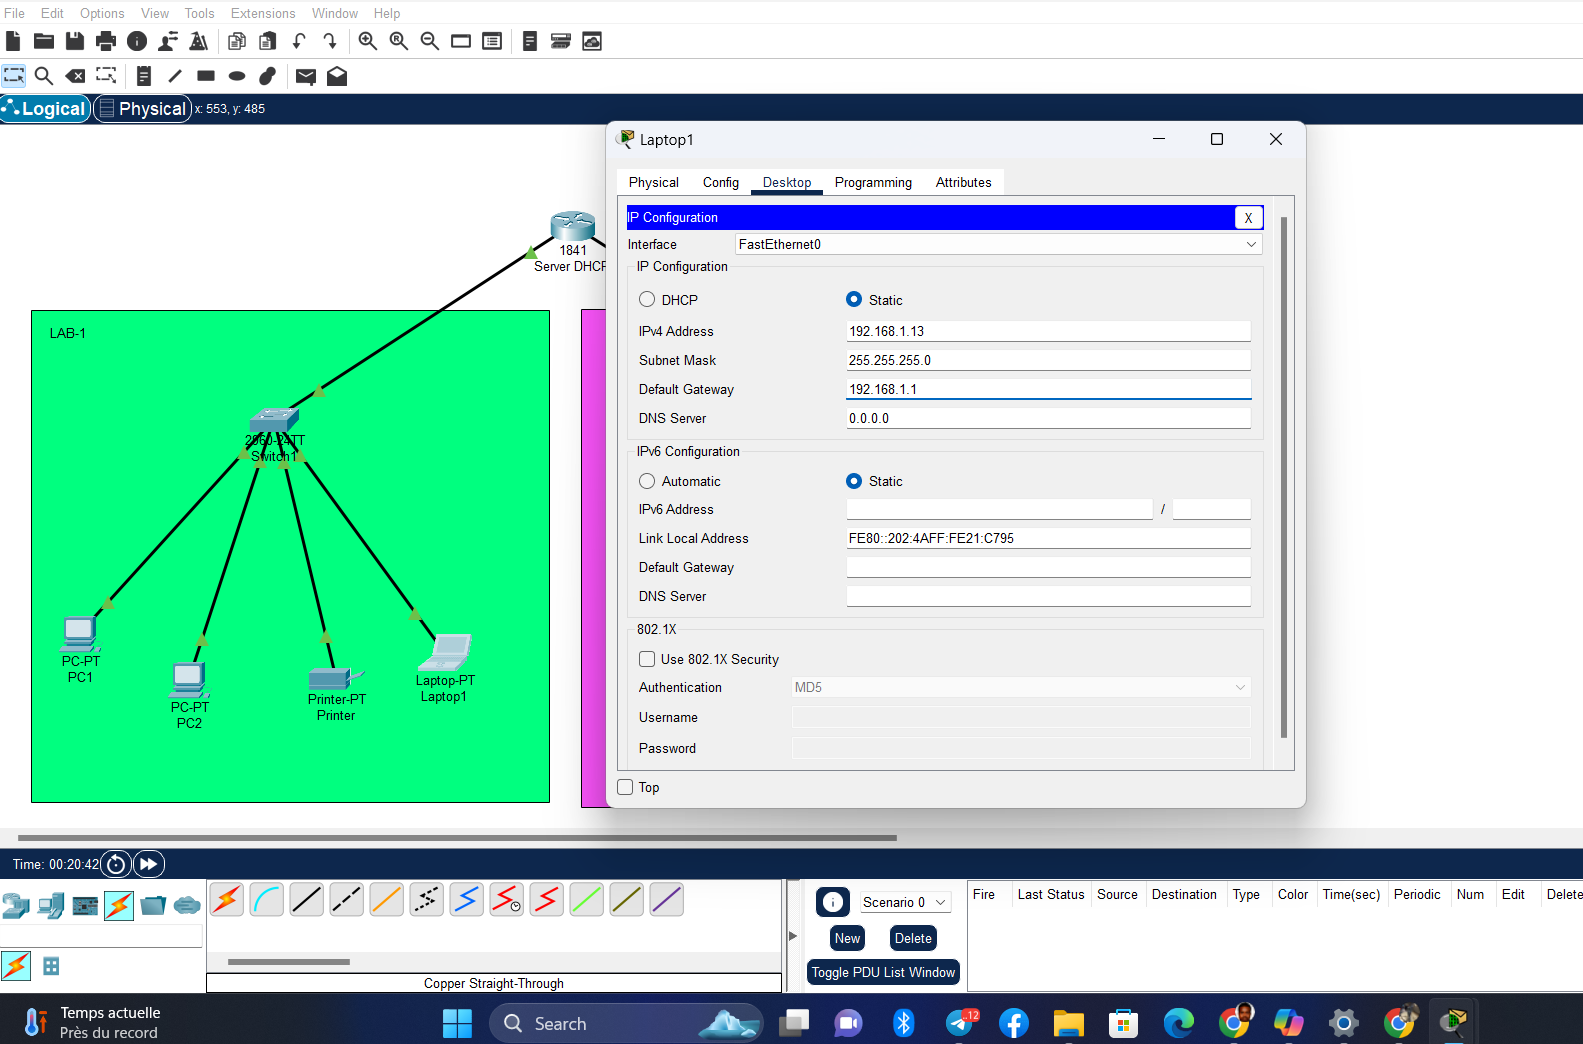 File Edit Options View Tools Extensions Window Help
Logical Physical x: 553, y: 485
Laptop1
Physical Config Desktop Programming Attributes
IP Configuration X
Interface FastEthernet0
IP Configuration
DHCP Static
IPv4 Address 192.168.1.13
Subnet Mask 255.255.255.0
Default Gateway 192.168.1.1
DNS Server 0.0.0.0
IPv6 Configuration
Automatic Static
IPv6 Address /
Link Local Address FE80::202:4AFF:FE21:C795
Default Gateway
DNS Server
802.1X
Use 802.1X Security
Authentication MD5
Username
Password
Top
1841
Server DHCP
LAB-1
2960-24TT
Switch1
PC-PT
PC1
PC-PT
PC2
Printer-PT
Printer
Laptop-PT
Laptop1
Time: 00:20:42
Scenario 0
New Delete
Toggle PDU List Window
Fire Last Status Source Destination Type Color Time(sec) Periodic Num Edit Delete
Copper Straight-Through
Temps actuelle
Près du record
Search
12